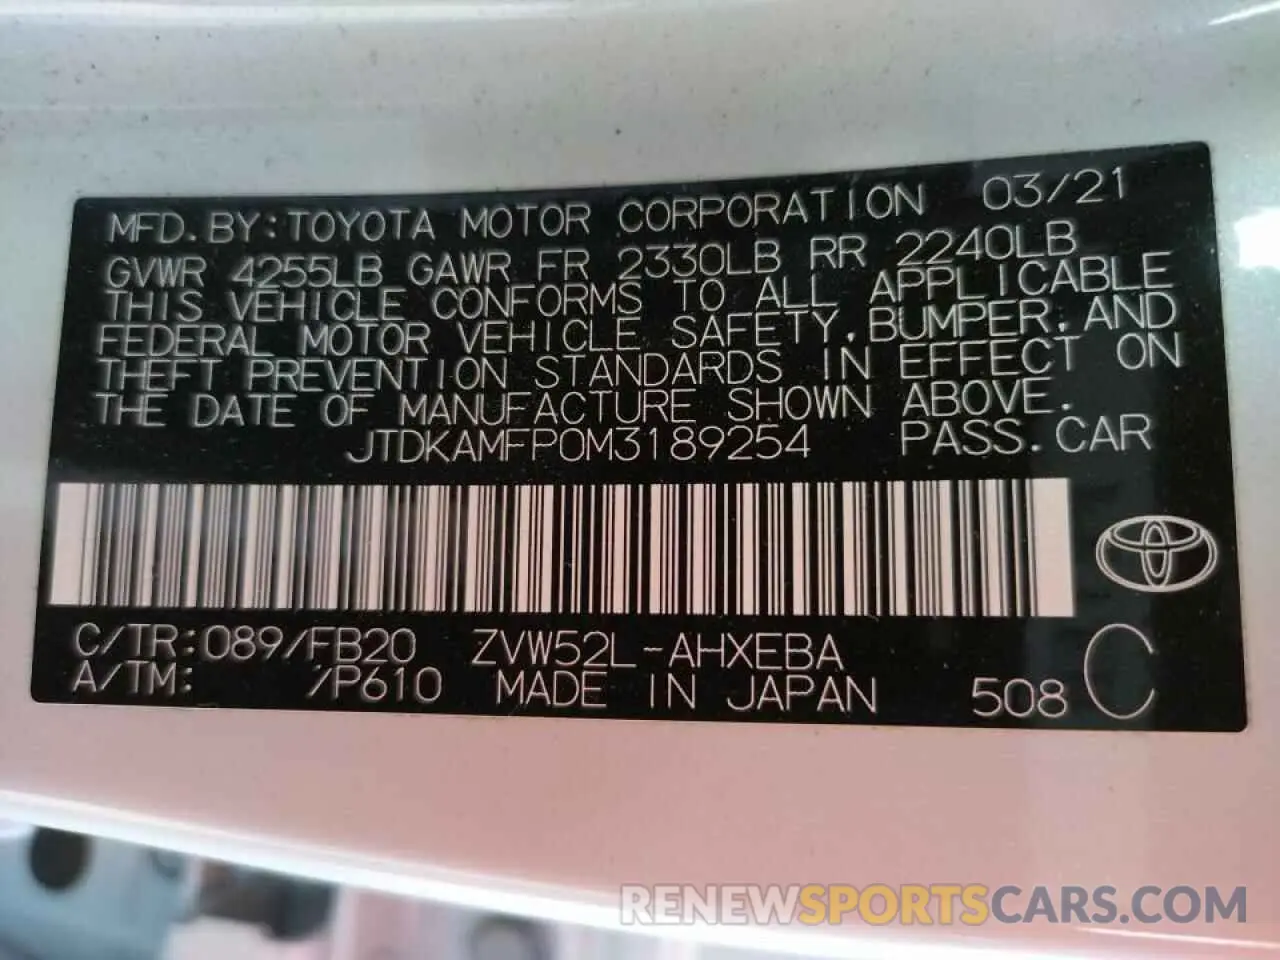 MFD. BY: TOYOTA MOTOR CORPORATION 03/21
GVWR 4255LB GAWR FR 2330LB RR 2240LB
THIS VEHICLE CONFORMS TO ALL APPLICABLE
FEDERAL MOTOR VEHICLE SAFETY, BUMPER, AND
THEFT PREVENTION STANDARDS IN EFFECT ON
THE DATE OF MANUFACTURE SHOWN ABOVE.
JTDKAMFP0M3189254 PASS. CAR
C/TR: 089/FB20 ZVW52L-AHXEBA
A/TM: /P610 MADE IN JAPAN 508 C
RENEWSPORTSCARS.COM